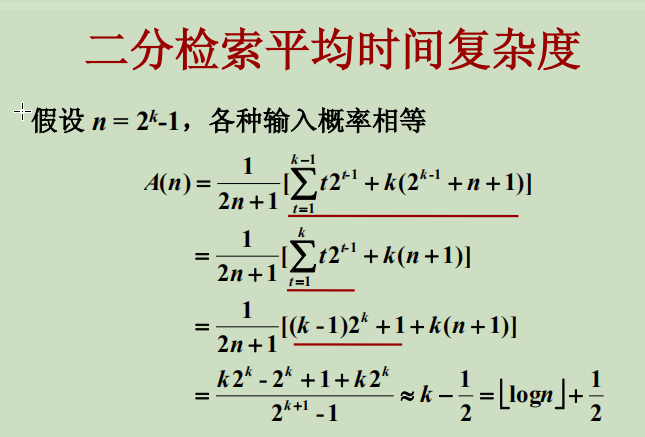 二分检索平均时间复杂度
假设 n = 2^k-1，各种输入概率相等
A(n) = \frac{1}{2n+1}[\sum_{t=1}^{k-1} t2^{t-1} + k(2^{k-1} + n + 1)]
= \frac{1}{2n+1}[\sum_{t=1}^{k} t2^{t-1} + k(n+1)]
= \frac{1}{2n+1}[(k-1)2^k + 1 + k(n+1)]
= \frac{k2^k - 2^k + 1 + k2^k}{2^{k+1} - 1} ≈ k - \frac{1}{2} = ⌊log n⌋ + \frac{1}{2}